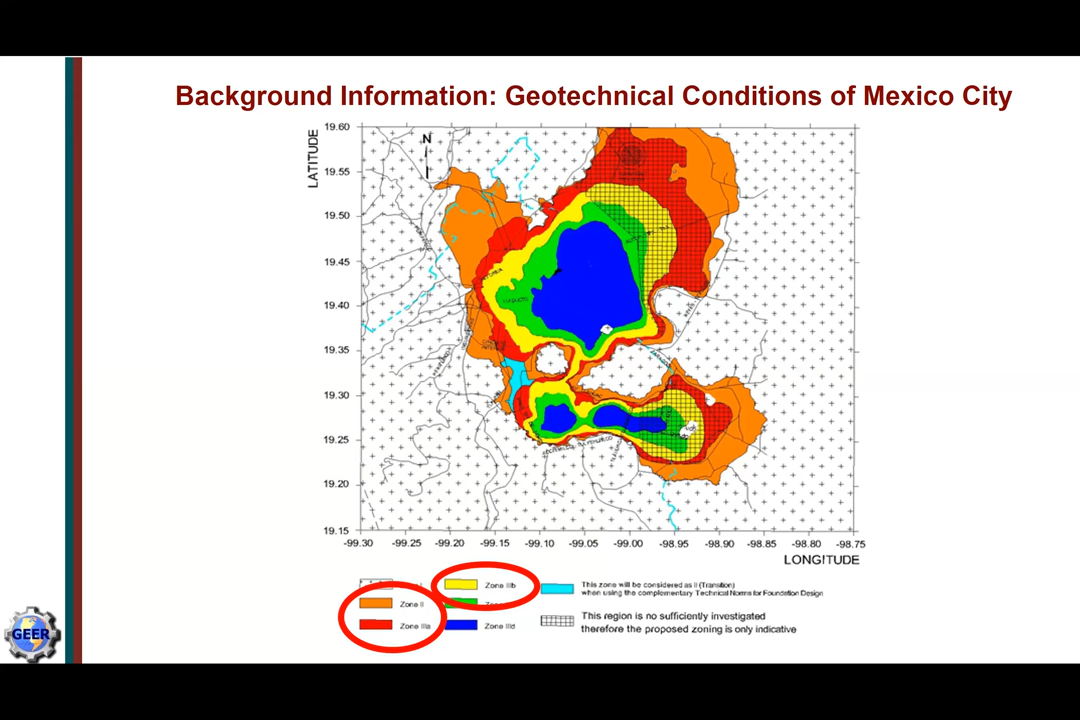 Background Information: Geotechnical Conditions of Mexico City
LATITUDE
N
19.60
19.55
19.50
19.45
19.40
19.35
19.30
19.25
19.20
19.15
-99.30 -99.25 -99.20 -99.15 -99.10 -99.05 -99.00 -98.95 -98.90 -98.85 -98.80 -98.75
LONGITUDE
Zone II
Zone IIIa
Zone IIIb
Zone IIId
This zone will be considered as II (Transition)
when using the complementary Technical Norms for Foundation Design
This region is no sufficiently investigated
therefore the proposed zoning is only indicative
GEER